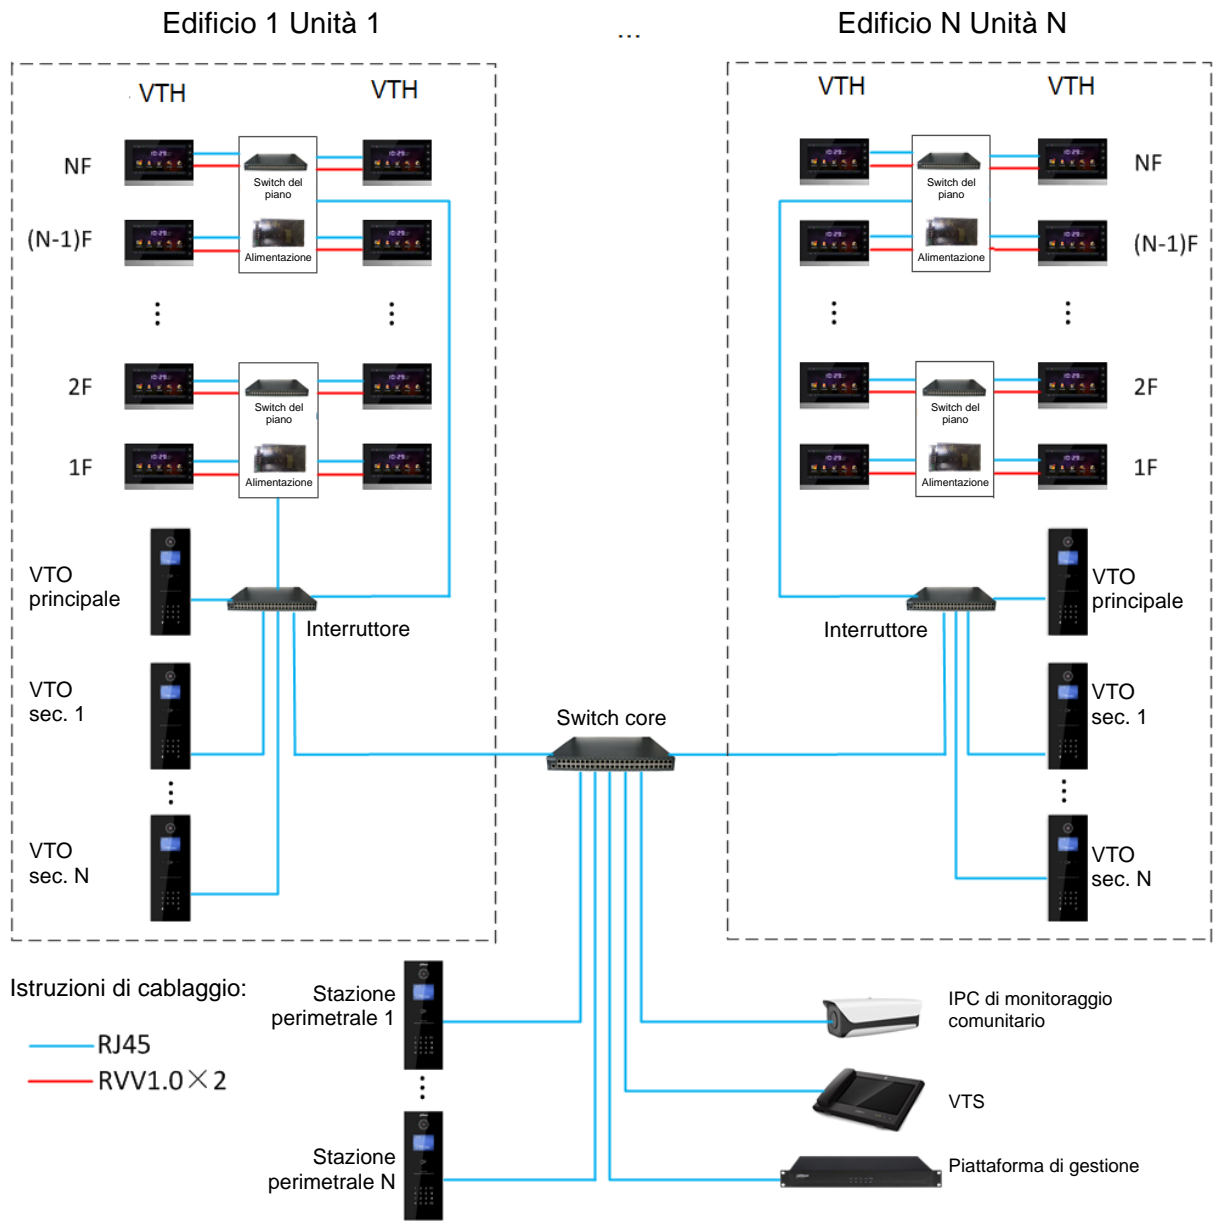 Edificio 1 Unità 1
...
Edificio N Unità N
VTH
VTH
NF
Switch del
piano
(N-1)F
Alimentazione
2F
Switch del
piano
1F
Alimentazione
VTO
principale
Interruttore
VTO
sec. 1
VTO
sec. N
VTH
VTH
NF
Switch del
piano
(N-1)F
Alimentazione
2F
Switch del
piano
1F
Alimentazione
VTO
principale
Interruttore
VTO
sec. 1
VTO
sec. N
Switch core
Istruzioni di cablaggio:
RJ45
RVV1.0×2
Stazione
perimetrale 1
Stazione
perimetrale N
IPC di monitoraggio
comunitario
VTS
Piattaforma di gestione